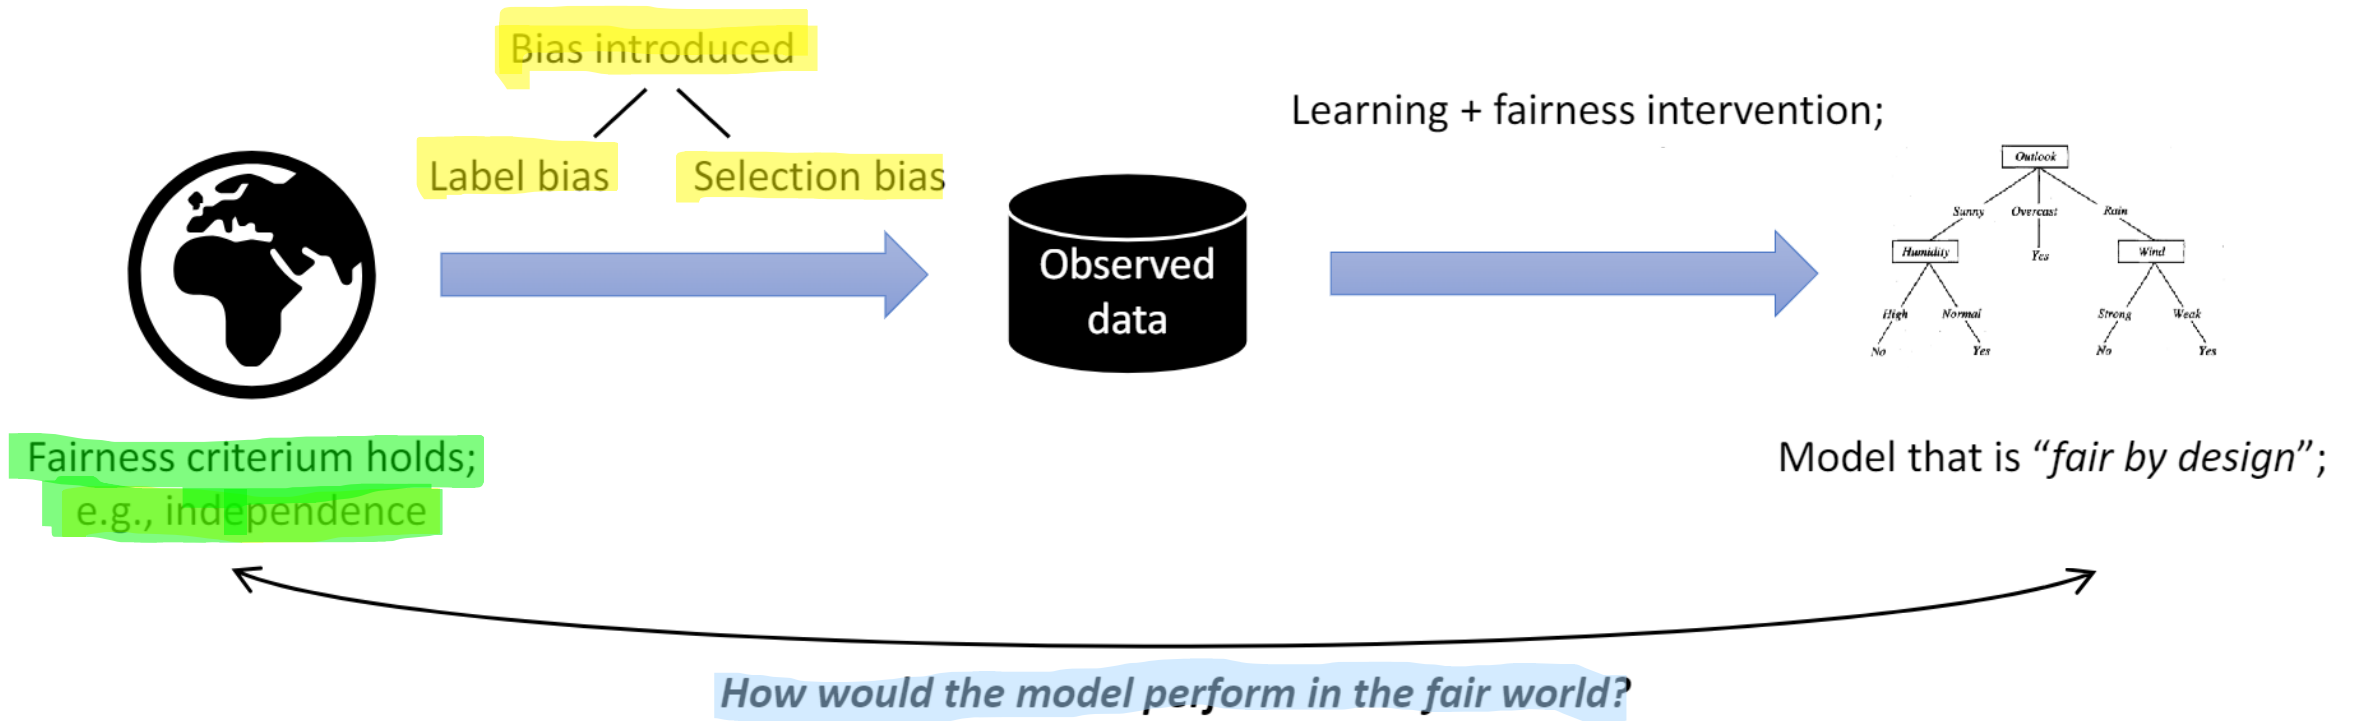 Bias introduced
Label bias
Selection bias
Learning + fairness intervention;
Observed
data
Outlook
Sunny
Overcast
Rain
Humidity
Yes
Wind
High
Normal
Strong
Weak
No
Yes
No
Yes
Fairness criterium holds;
e.g., independence
Model that is “fair by design”;
How would the model perform in the fair world?